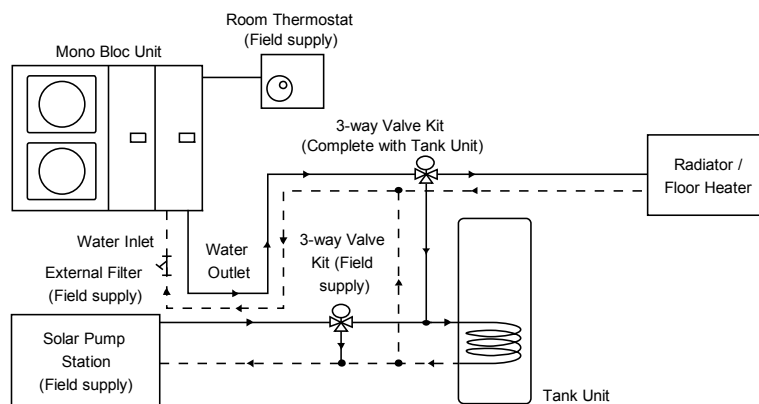 Room Thermostat
(Field supply)
Mono Bloc Unit
3-way Valve Kit
(Complete with Tank Unit)
Radiator /
Floor Heater
Water Inlet
Water
Outlet
3-way Valve
Kit (Field
supply)
External Filter
(Field supply)
Solar Pump
Station
(Field supply)
Tank Unit